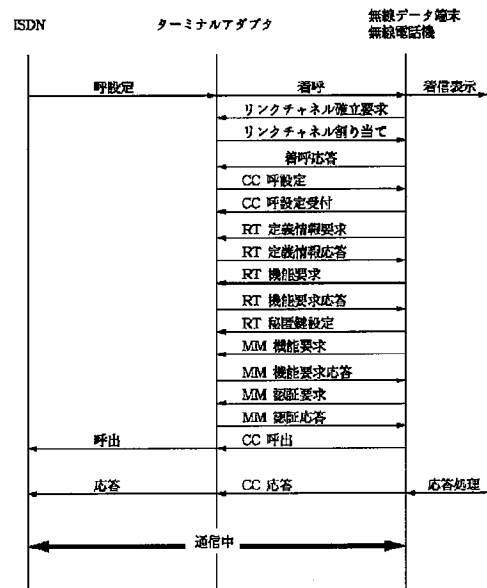 ISDN
ターミナルアダプタ
無線データ端末
無線電話機
呼設定
着呼
着信表示
リンクチャネル確立要求
リンクチャネル割り当て
着呼応答
CC 呼設定
CC 呼設定受付
RT 定義情報要求
RT 定義情報応答
RT 機能要求
RT 機能要求応答
RT 秘匿鍵設定
MM 機能要求
MM 機能要求応答
MM 認証要求
MM 認証応答
呼出
CC 呼出
応答
CC 応答
応答処理
通信中